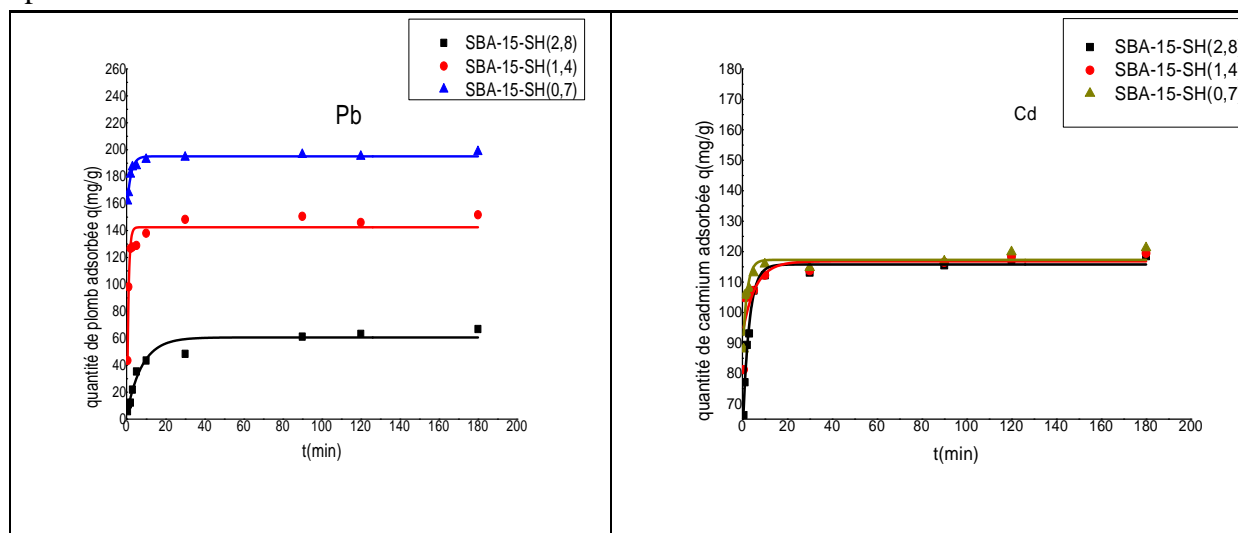 SBA-15-SH(2,8)
SBA-15-SH(1,4)
SBA-15-SH(0,7)
Pb
260
240
220
200
180
160
140
120
100
80
60
40
20
0
quantité de plomb adsorbée q(mg/g)
0 20 40 60 80 100 120 140 160 180 200
t(min)
SBA-15-SH(2,8
SBA-15-SH(1,4
SBA-15-SH(0,7
Cd
180
170
160
150
140
130
120
110
100
90
80
70
quantité de cadmium adsorbée q(mg/g)
0 20 40 60 80 100 120 140 160 180 200
t(min)